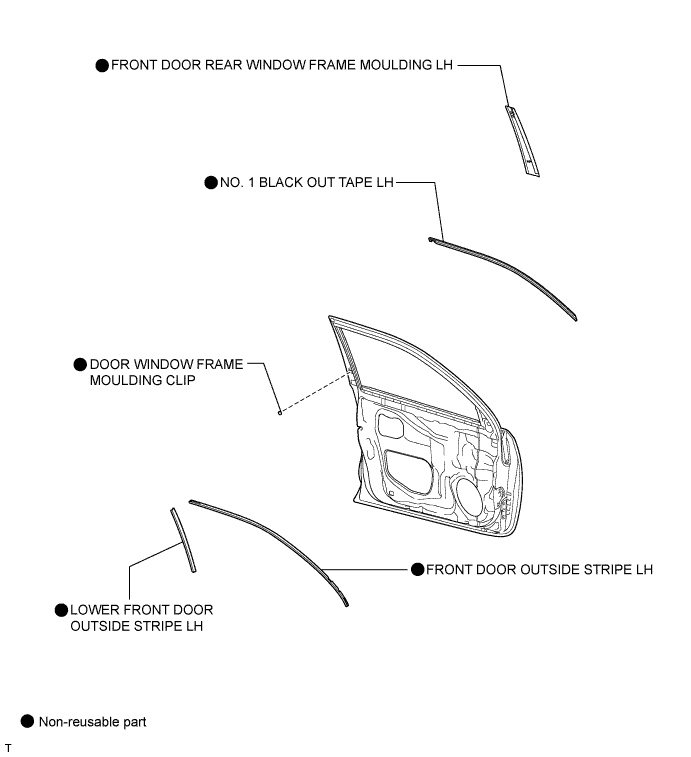 ●FRONT DOOR REAR WINDOW FRAME MOULDING LH
●NO. 1 BLACK OUT TAPE LH
●DOOR WINDOW FRAME
MOULDING CLIP
●FRONT DOOR OUTSIDE STRIPE LH
●LOWER FRONT DOOR
OUTSIDE STRIPE LH
● Non-reusable part
T